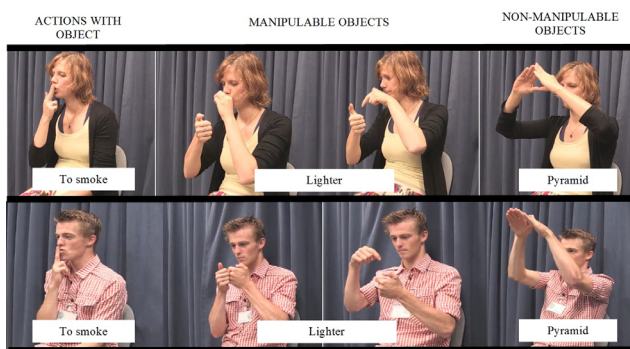 ACTIONS WITH
OBJECT
MANIPULABLE OBJECTS
NON-MANIPULABLE
OBJECTS
To smoke
Lighter
Pyramid
To smoke
Lighter
Pyramid